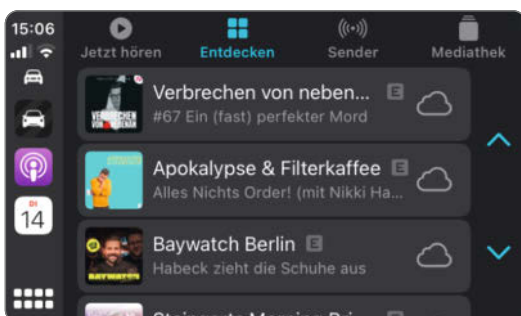 15:06
Jetzt hören
Entdecken
Sender
Mediathek
Verbrechen von neben... E
#67 Ein (fast) perfekter Mord
Apokalypse & Filterkaffee E
Alles Nichts Order! (mit Nikki Ha...
DI
14
Baywatch Berlin E
Habeck zieht die Schuhe aus
BAYWATCH